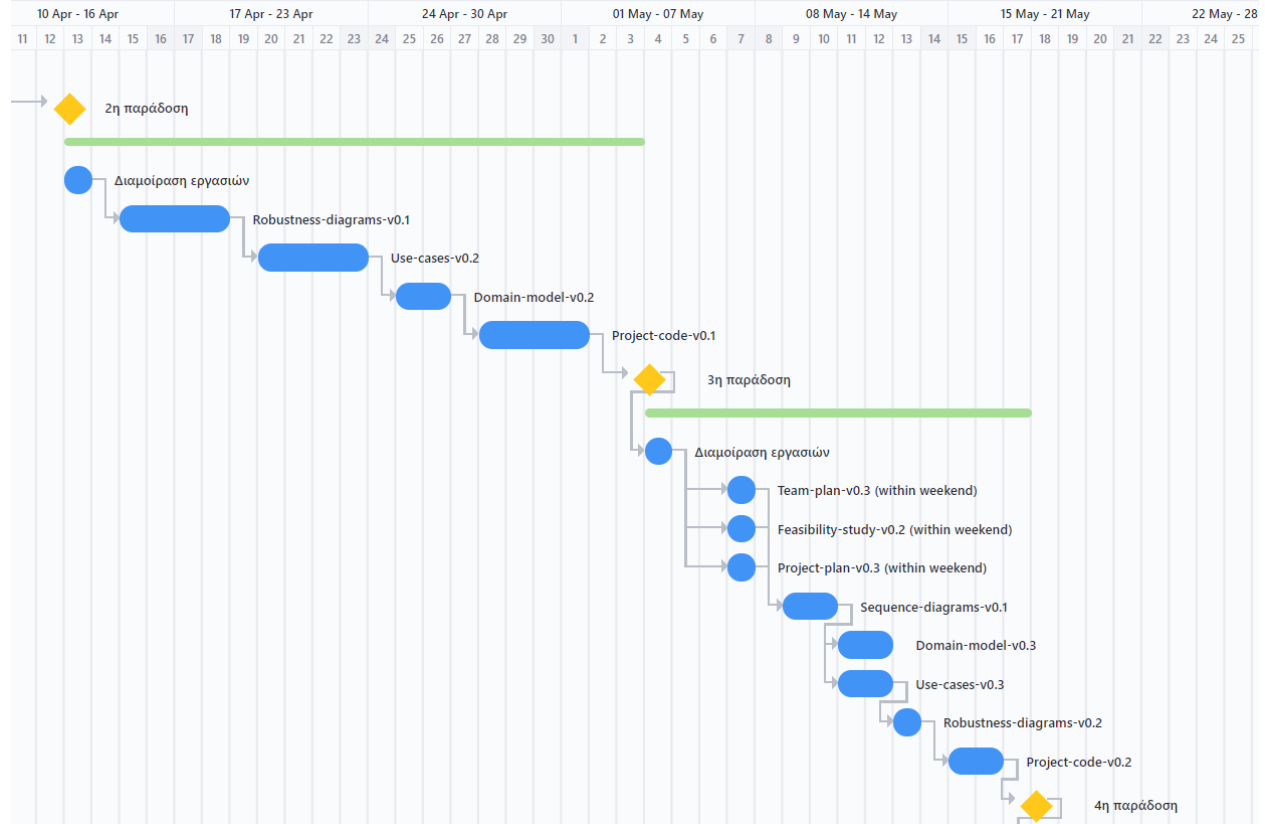 10 Apr - 16 Apr 17 Apr - 23 Apr 24 Apr - 30 Apr 01 May - 07 May 08 May - 14 May 15 May - 21 May 22 May - 28
11 12 13 14 15 16 17 18 19 20 21 22 23 24 25 26 27 28 29 30 1 2 3 4 5 6 7 8 9 10 11 12 13 14 15 16 17 18 19 20 21 22 23 24 25
2η παράδοση
Διαμοίραση εργασιών
Robustness-diagrams-v0.1
Use-cases-v0.2
Domain-model-v0.2
Project-code-v0.1
3η παράδοση
Διαμοίραση εργασιών
Team-plan-v0.3 (within weekend)
Feasibility-study-v0.2 (within weekend)
Project-plan-v0.3 (within weekend)
Sequence-diagrams-v0.1
Domain-model-v0.3
Use-cases-v0.3
Robustness-diagrams-v0.2
Project-code-v0.2
4η παράδοση